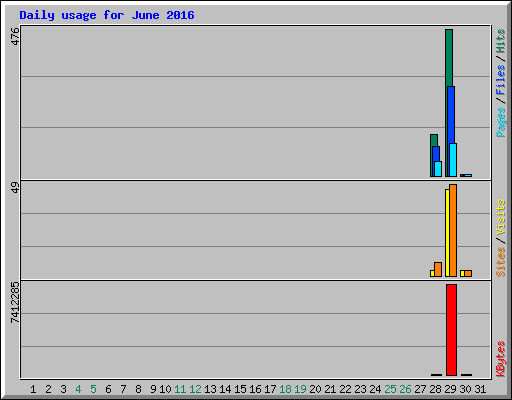 Daily usage for June 2016
476
49
7412285
Pages/Files/Hits
Sites/Visits
KBytes
1 2 3 4 5 6 7 8 9 10 11 12 13 14 15 16 17 18 19 20 21 22 23 24 25 26 27 28 29 30 31